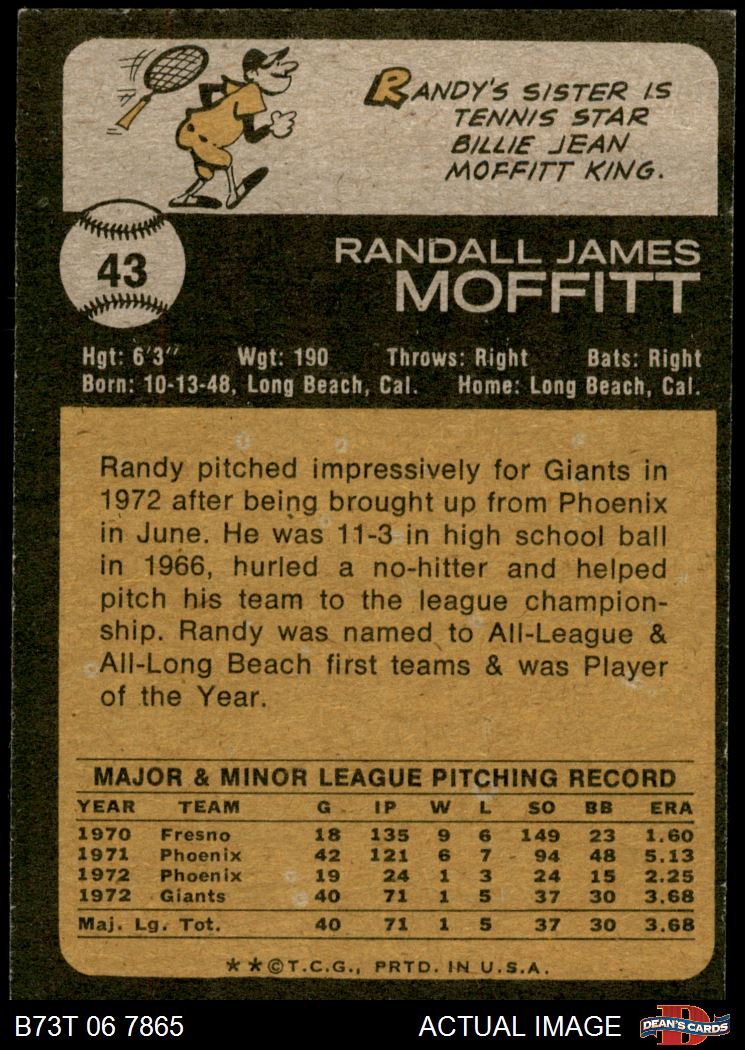 RANDY'S SISTER IS
TENNIS STAR
BILLIE JEAN
MOFFITT KING.
43
RANDALL JAMES
MOFFITT
Hgt: 6'3" Wgt: 190 Throws: Right Bats: Right
Born: 10-13-48, Long Beach, Cal. Home: Long Beach, Cal.
Randy pitched impressively for Giants in
1972 after being brought up from Phoenix
in June. He was 11-3 in high school ball
in 1966, hurled a no-hitter and helped
pitch his team to the league champion-
ship. Randy was named to All-League &
All-Long Beach first teams & was Player
of the Year.
MAJOR & MINOR LEAGUE PITCHING RECORD
YEAR TEAM G IP W L SO BB ERA
1970 Fresno 18 135 9 6 149 23 1.60
1971 Phoenix 42 121 6 7 94 48 5.13
1972 Phoenix 19 24 1 3 24 15 2.25
1972 Giants 40 71 1 5 37 30 3.68
Maj. Lg. Tot. 40 71 1 5 37 30 3.68
**©T.C.G., PRTD. IN U.S.A.
B73T 06 7865 ACTUAL IMAGE DEAN'S CARDS